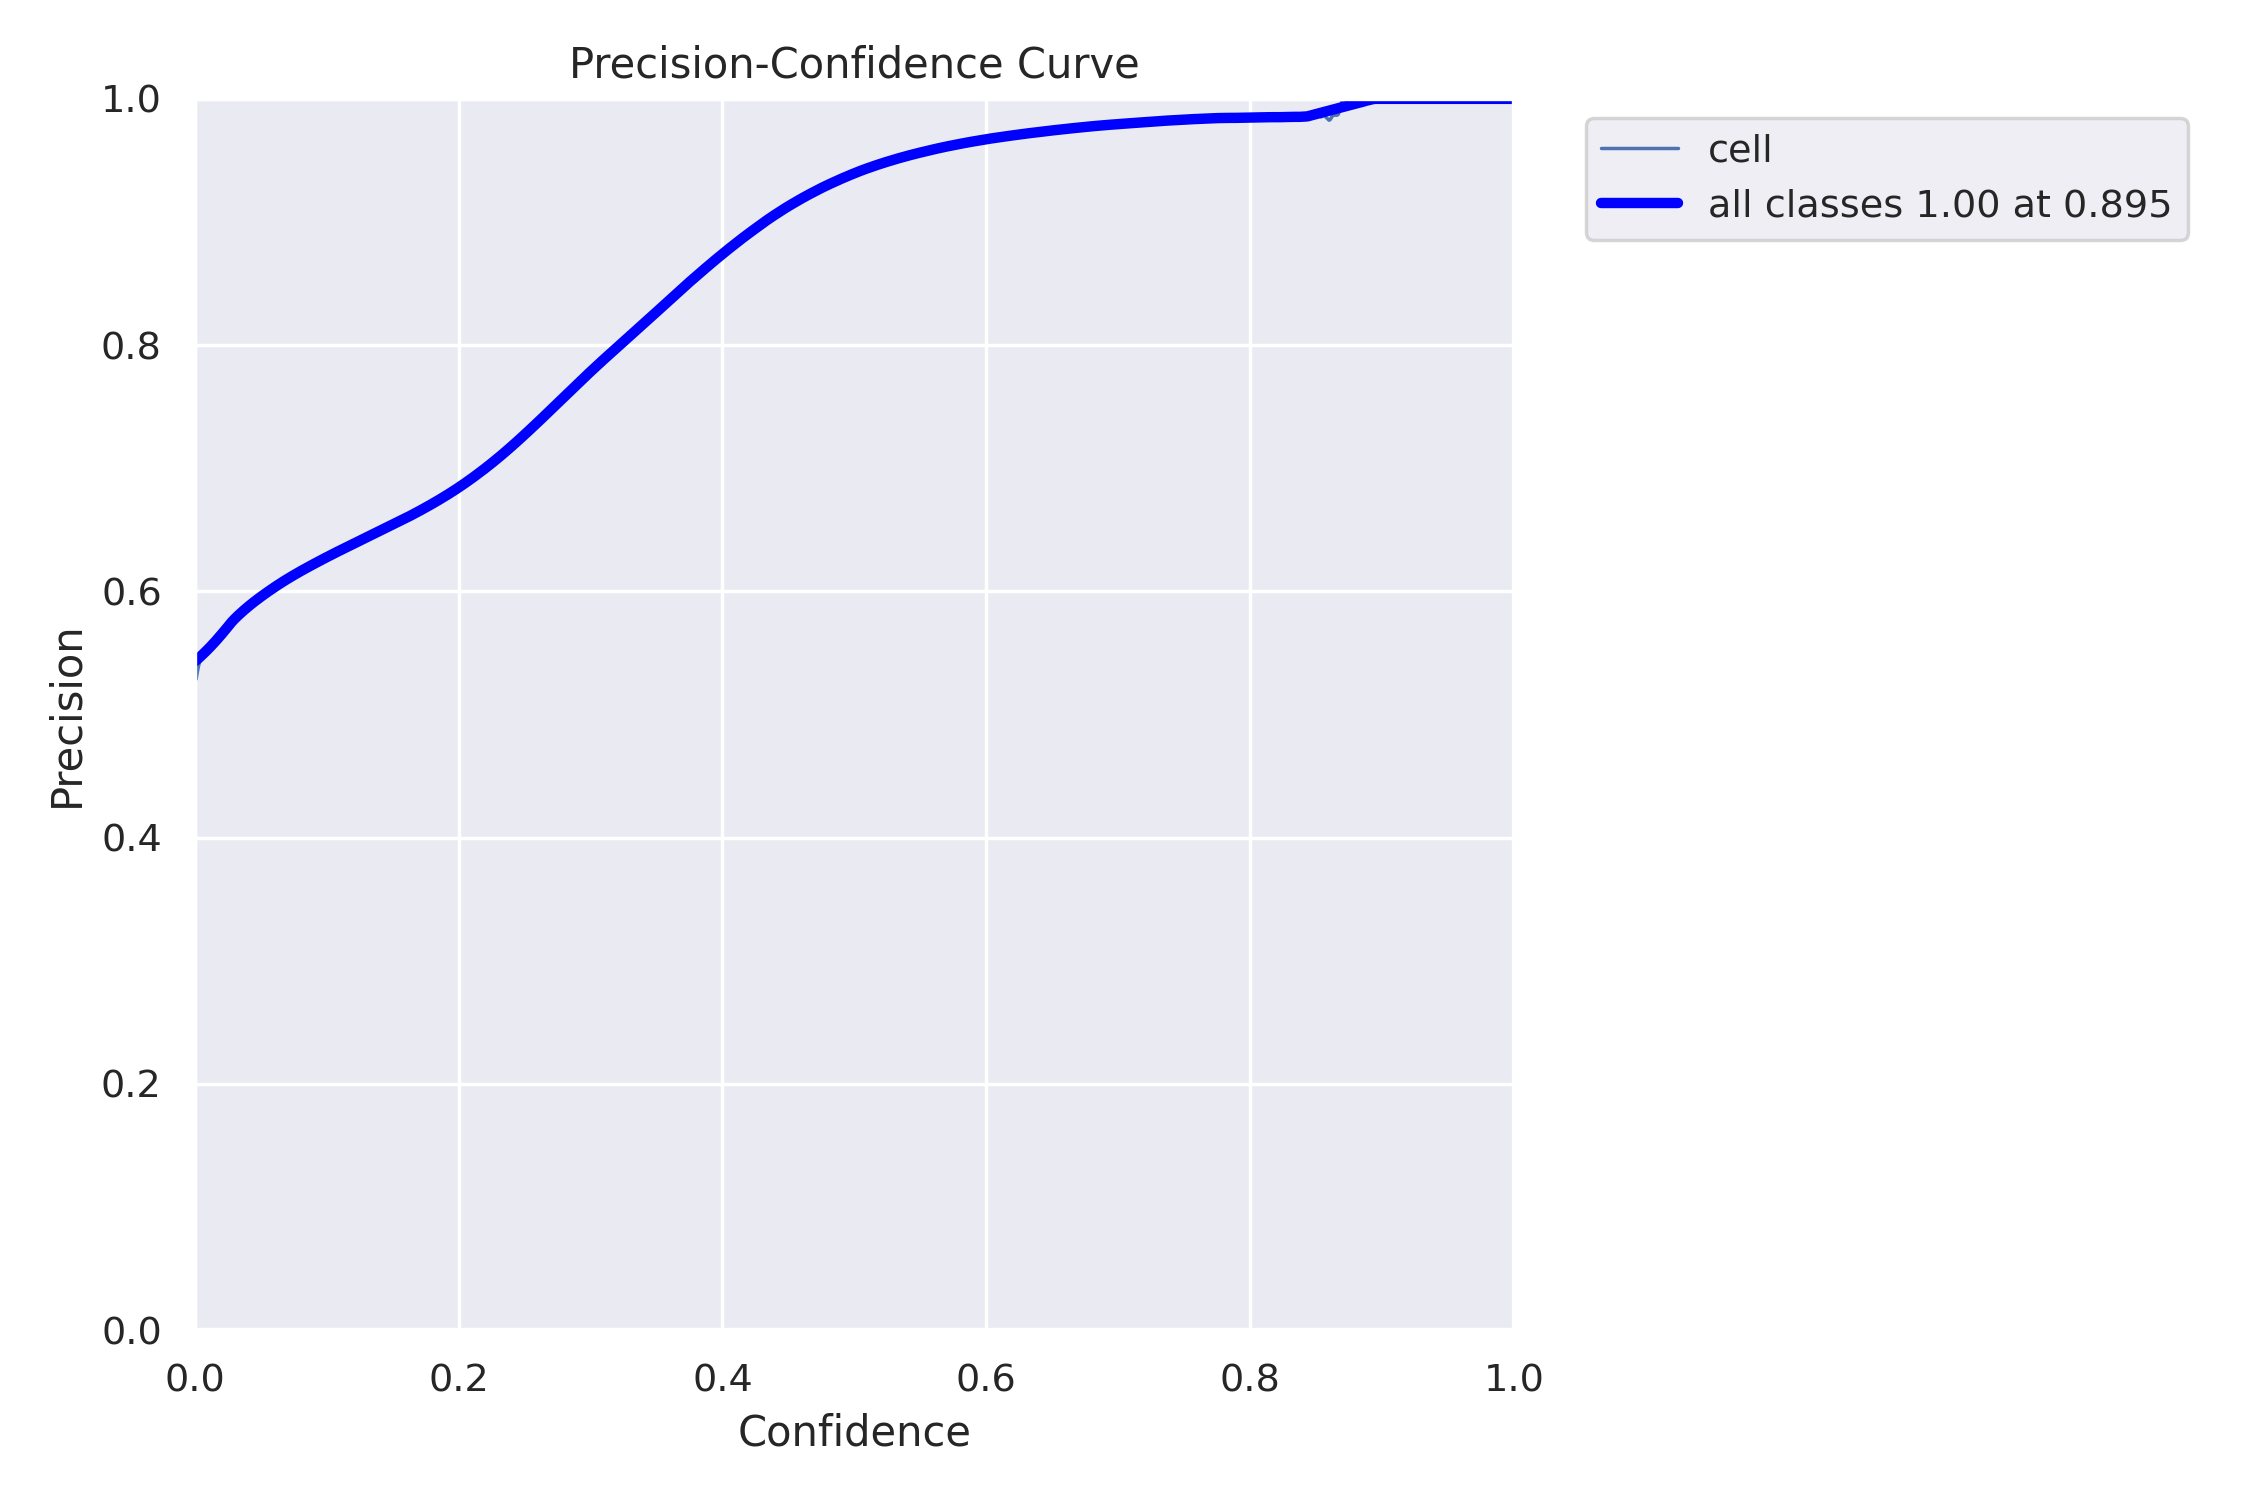 Precision-Confidence Curve
1.0
0.8
0.6
0.4
0.2
0.0
Precision
0.0 0.2 0.4 0.6 0.8 1.0
Confidence
cell
all classes 1.00 at 0.895